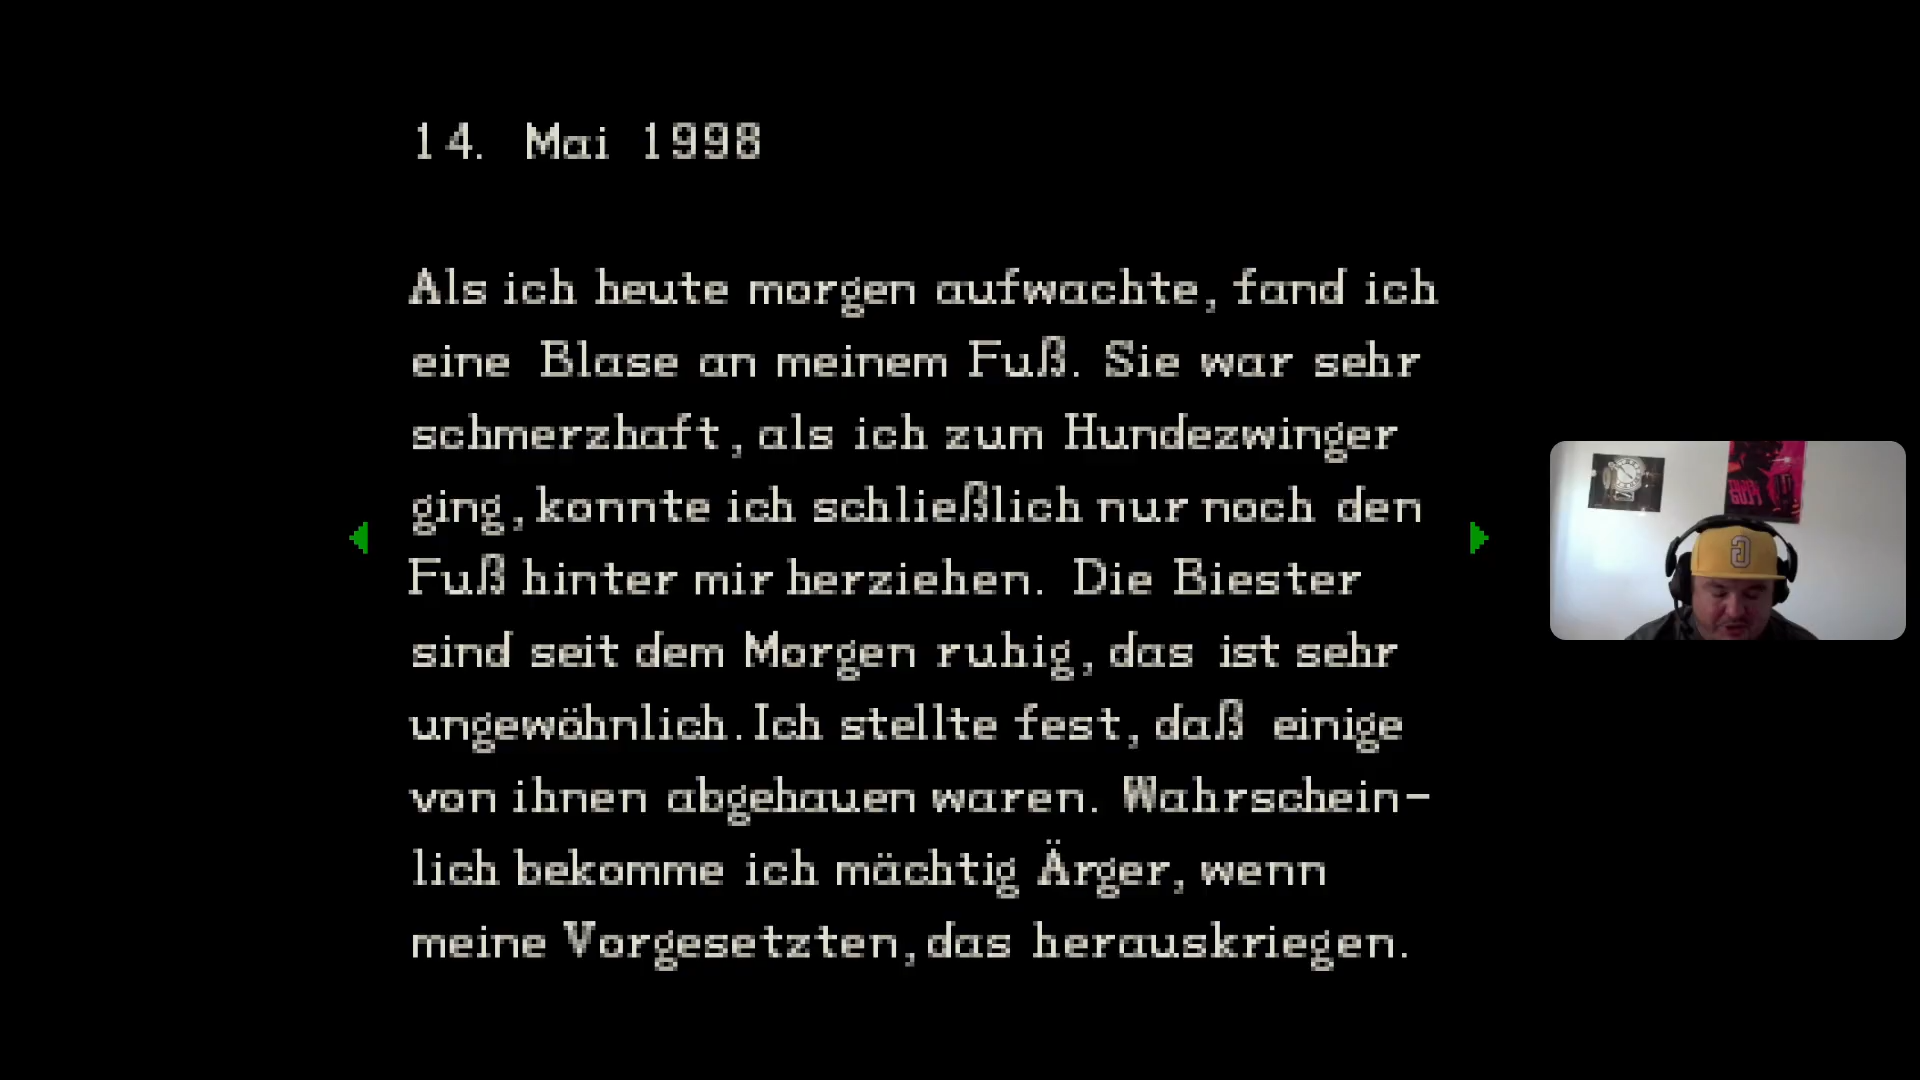 14. Mai 1998
Als ich heute morgen aufwachte, fand ich
eine Blase an meinem Fuß. Sie war sehr
schmerzhaft, als ich zum Hundezwinger
ging, konnte ich schließlich nur noch den
Fuß hinter mir herziehen. Die Biester
sind seit dem Morgen ruhig, das ist sehr
ungewöhnlich. Ich stellte fest, daß einige
von ihnen abgehauen waren. Wahrschein-
lich bekomme ich mächtig Ärger, wenn
meine Vorgesetzten, das herauskriegen.